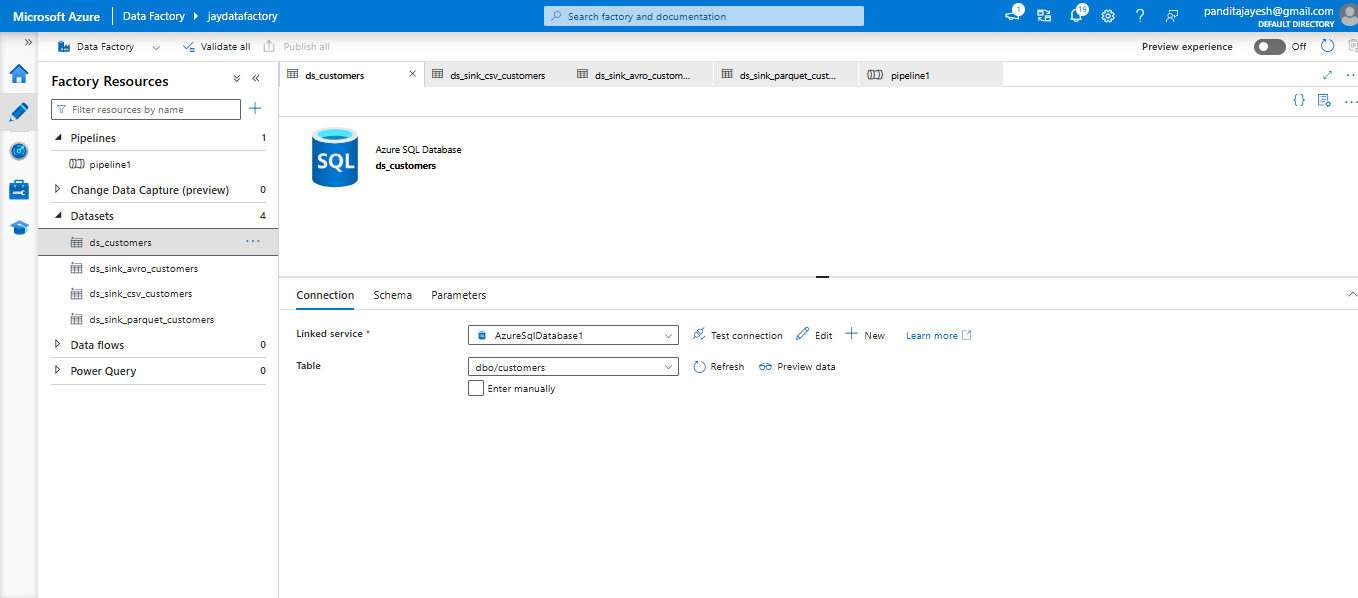 Microsoft Azure
Data Factory
jaydatafactory
Search factory and documentation
1
19
panditajayesh@gmail.com
DEFAULT DIRECTORY
Data Factory
Validate all
Publish all
Preview experience
Off
Factory Resources
Filter resources by name
Pipelines 1
pipeline1
Change Data Capture (preview) 0
Datasets 4
ds_customers
ds_sink_avro_customers
ds_sink_csv_customers
ds_sink_parquet_customers
Data flows 0
Power Query 0
ds_customers
ds_sink_csv_customers
ds_sink_avro_custom...
ds_sink_parquet_cust...
pipeline1
SQL
Azure SQL Database
ds_customers
Connection
Schema
Parameters
Linked service *
AzureSqlDatabase1
Test connection
Edit
New
Learn more
Table
dbo/customers
Refresh
Preview data
Enter manually